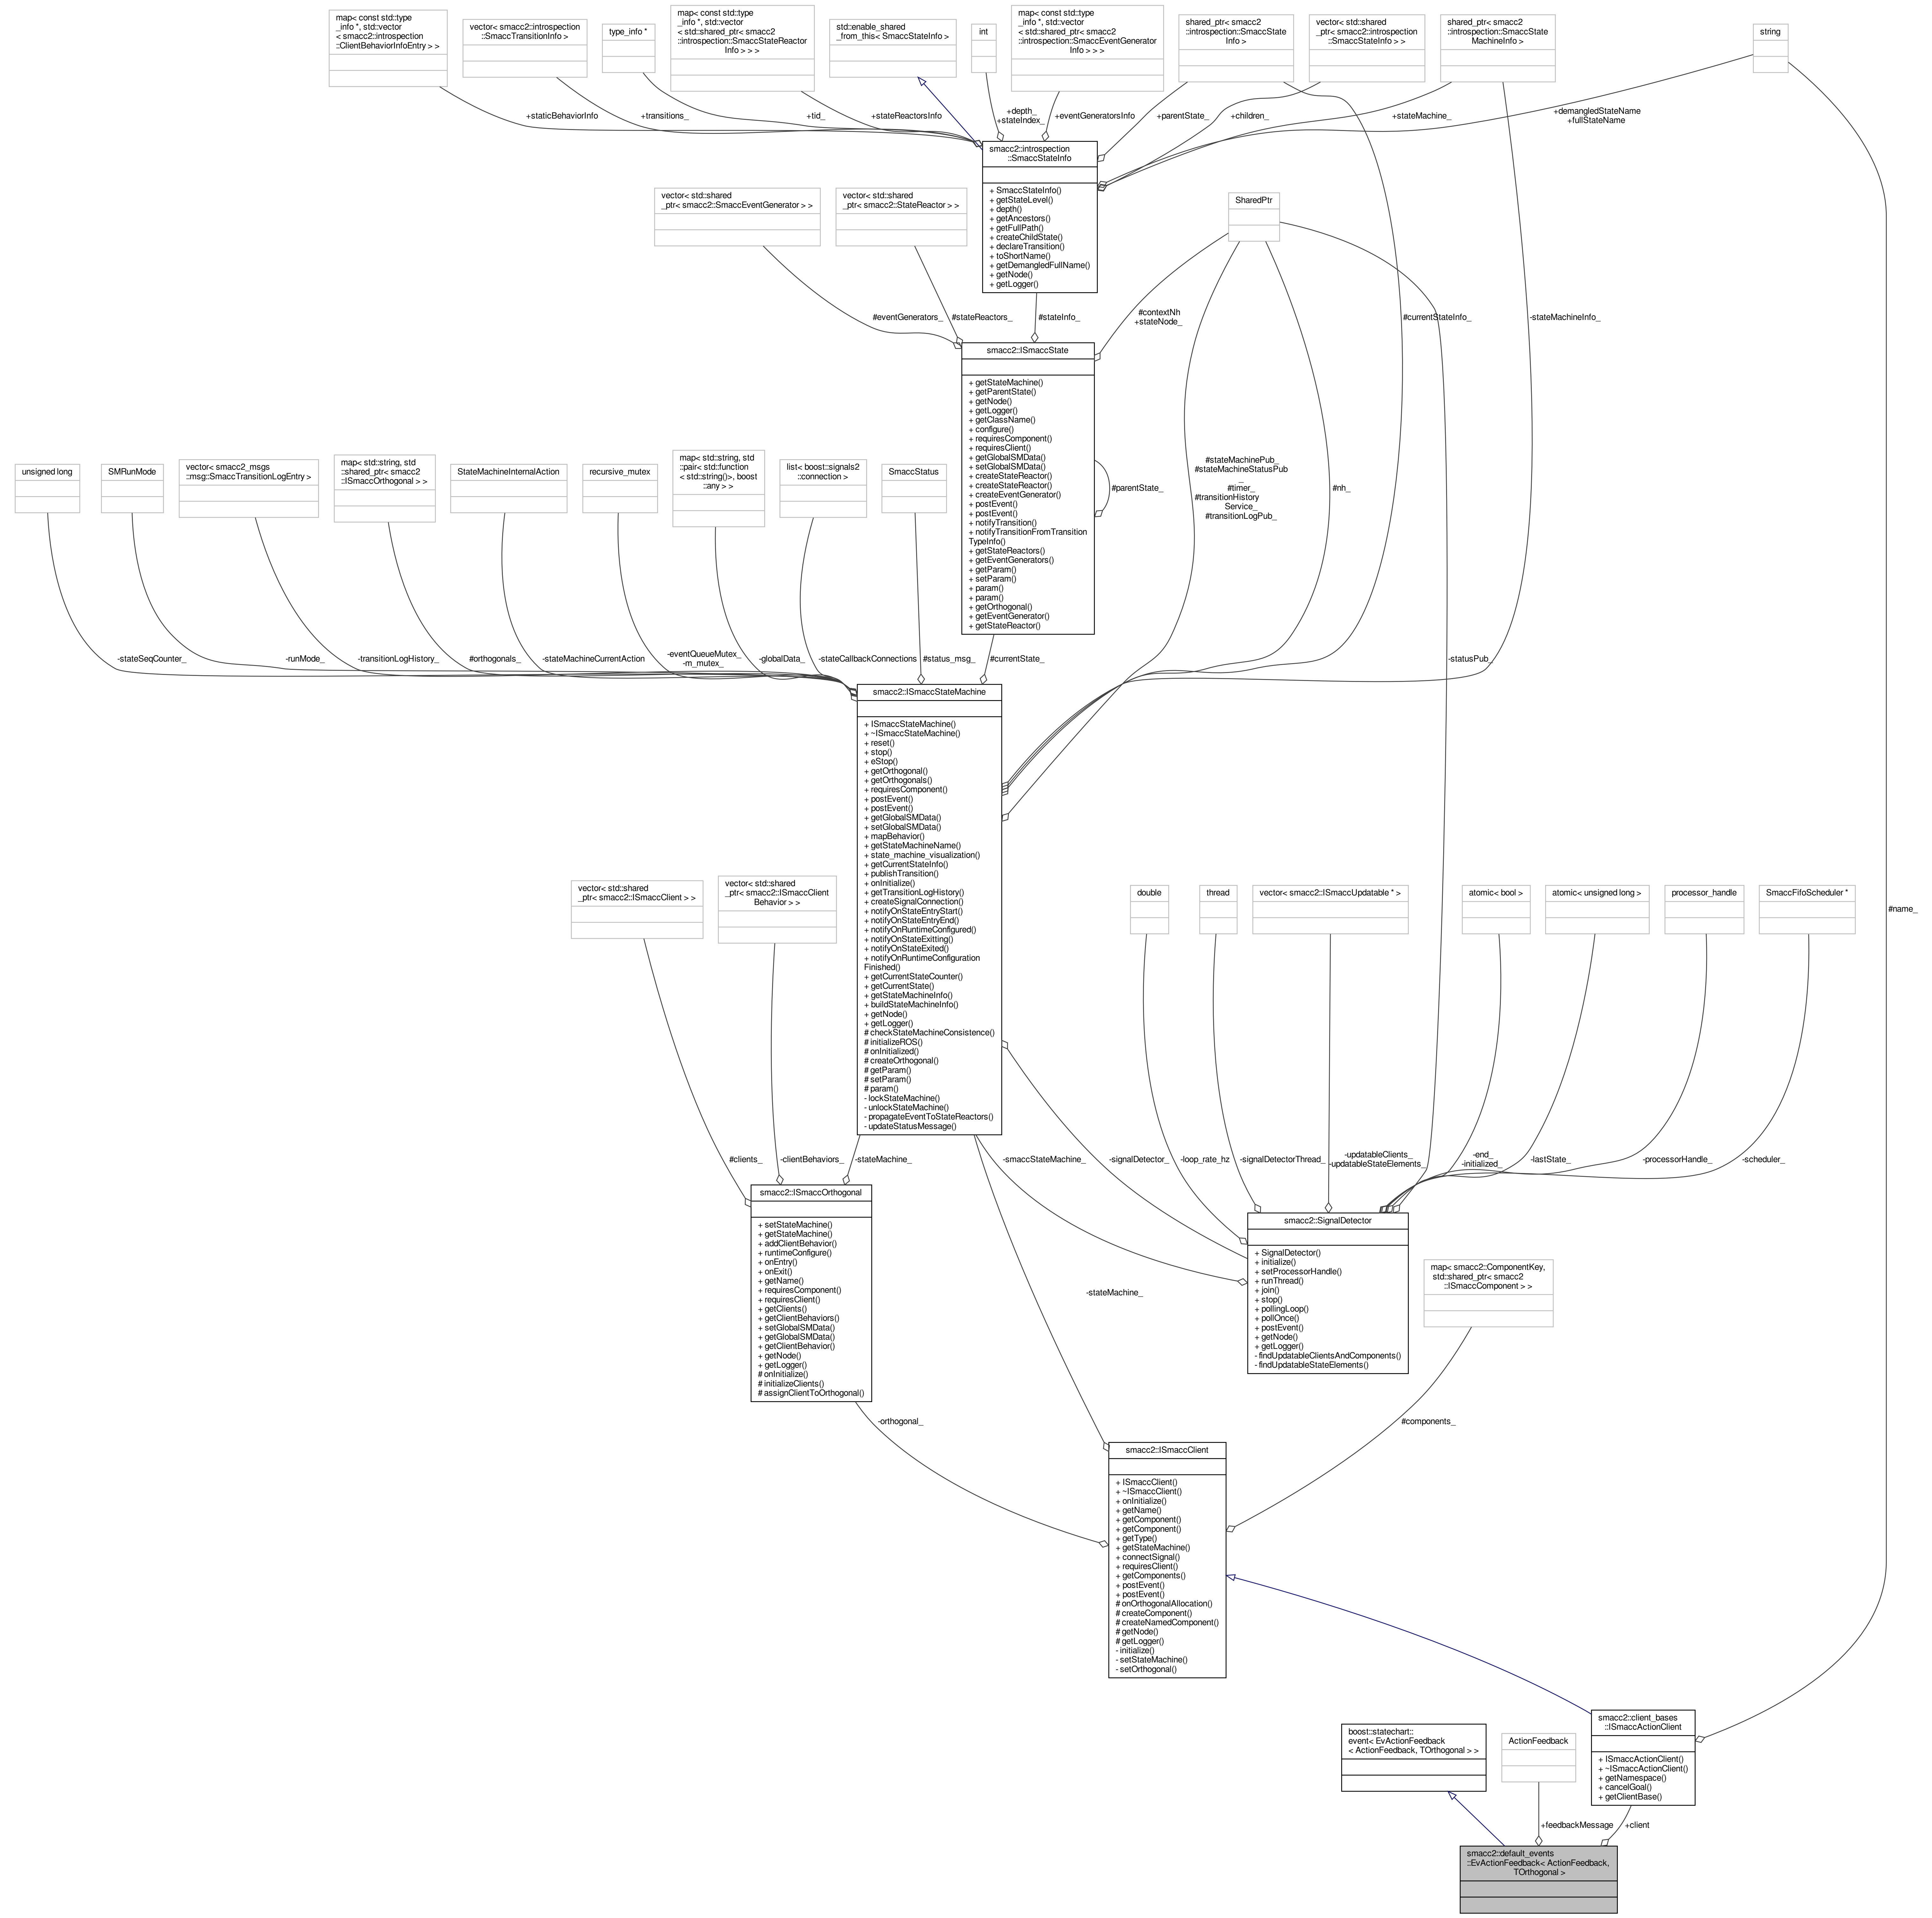 map< const std::type
_info *, std::vector
< smacc2::introspection
::ClientBehaviorInfoEntry > >
vector< smacc2::introspection
::SmaccTransitionInfo >
type_info *
map< const std::type
_info *, std::vector
< std::shared_ptr< smacc2
::introspection::SmaccStateReactor
Info > > >
std::enable_shared
_from_this< SmaccStateInfo >
int
map< const std::type
_info *, std::vector
< std::shared_ptr< smacc2
::introspection::SmaccEventGenerator
Info > > >
shared_ptr< smacc2
::introspection::SmaccState
Info >
vector< std::shared
_ptr< smacc2::introspection
::SmaccStateInfo > >
shared_ptr< smacc2
::introspection::SmaccState
MachineInfo >
string
+staticBehaviorInfo
+transitions_
+tid_
+stateReactorsInfo
+depth_
+stateIndex_
+eventGeneratorsInfo
+parentState_
+children_
+stateMachine_
+demangledStateName
+fullStateName
smacc2::introspection
::SmaccStateInfo
+ SmaccStateInfo()
+ getStateLevel()
+ depth()
+ getAncestors()
+ getFullPath()
+ createChildState()
+ declareTransition()
+ toShortName()
+ getDemangledFullName()
+ getNode()
+ getLogger()
vector< std::shared
_ptr< smacc2::SmaccEventGenerator > >
vector< std::shared
_ptr< smacc2::StateReactor > >
SharedPtr
#eventGenerators_
#stateReactors_
#stateInfo_
#contextNh
+stateNode_
#currentStateInfo_
-stateMachineInfo_
smacc2::ISmaccState
+ getStateMachine()
+ getParentState()
+ getNode()
+ getLogger()
+ getClassName()
+ configure()
+ requiresComponent()
+ requiresClient()
+ getGlobalSMData()
+ setGlobalSMData()
+ createStateReactor()
+ createStateReactor()
+ createEventGenerator()
+ postEvent()
+ postEvent()
+ notifyTransition()
+ notifyTransitionFromTransition
TypeInfo()
+ getStateReactors()
+ getEventGenerators()
+ getParam()
+ setParam()
+ param()
+ param()
+ getOrthogonal()
+ getEventGenerator()
+ getStateReactor()
#parentState_
#stateMachinePub_
#stateMachineStatusPub
_
#timer_
#transitionHistory
Service_
#transitionLogPub_
#nh_
unsigned long
SMRunMode
vector< smacc2_msgs
::msg::SmaccTransitionLogEntry >
map< std::string, std
::shared_ptr< smacc2
::ISmaccOrthogonal > >
StateMachineInternalAction
recursive_mutex
map< std::string, std
::pair< std::function
< std::string()>, boost
::any > >
list< boost::signals2
::connection >
SmaccStatus
-stateSeqCounter_
-runMode_
-transitionLogHistory_
#orthogonals_
-stateMachineCurrentAction
-eventQueueMutex_
-m_mutex_
-globalData_
-stateCallbackConnections
#status_msg_
#currentState_
-statusPub_
smacc2::ISmaccStateMachine
+ ISmaccStateMachine()
+ ~ISmaccStateMachine()
+ reset()
+ stop()
+ eStop()
+ getOrthogonal()
+ getOrthogonals()
+ requiresComponent()
+ postEvent()
+ postEvent()
+ getGlobalSMData()
+ setGlobalSMData()
+ mapBehavior()
+ getStateMachineName()
+ state_machine_visualization()
+ getCurrentStateInfo()
+ publishTransition()
+ onInitialize()
+ getTransitionLogHistory()
+ createSignalConnection()
+ notifyOnStateEntryStart()
+ notifyOnStateEntryEnd()
+ notifyOnRuntimeConfigured()
+ notifyOnStateExitting()
+ notifyOnStateExited()
+ notifyOnRuntimeConfiguration
Finished()
+ getCurrentStateCounter()
+ getCurrentState()
+ getStateMachineInfo()
+ buildStateMachineInfo()
+ getNode()
+ getLogger()
# checkStateMachineConsistence()
# initializeROS()
# onInitialized()
# createOrthogonal()
# getParam()
# setParam()
# param()
- lockStateMachine()
- unlockStateMachine()
- propagateEventToStateReactors()
- updateStatusMessage()
vector< std::shared
_ptr< smacc2::ISmaccClient > >
vector< std::shared
_ptr< smacc2::ISmaccClient
Behavior > >
double
thread
vector< smacc2::ISmaccUpdatable * >
atomic< bool >
atomic< unsigned long >
processor_handle
SmaccFifoScheduler *
#name_
#clients_
-clientBehaviors_
-stateMachine_
-smaccStateMachine_
-signalDetector_
-loop_rate_hz
-signalDetectorThread_
-updatableClients_
-updatableStateElements_
-end_
-initialized_
-lastState_
-processorHandle_
-scheduler_
smacc2::ISmaccOrthogonal
+ setStateMachine()
+ getStateMachine()
+ addClientBehavior()
+ runtimeConfigure()
+ onEntry()
+ onExit()
+ getName()
+ requiresComponent()
+ requiresClient()
+ getClients()
+ getClientBehaviors()
+ setGlobalSMData()
+ getGlobalSMData()
+ getClientBehavior()
+ getNode()
+ getLogger()
# onInitialize()
# initializeClients()
# assignClientToOrthogonal()
smacc2::SignalDetector
+ SignalDetector()
+ initialize()
+ setProcessorHandle()
+ runThread()
+ join()
+ stop()
+ pollingLoop()
+ pollOnce()
+ postEvent()
+ getNode()
+ getLogger()
- findUpdatableClientsAndComponents()
- findUpdatableStateElements()
map< smacc2::ComponentKey,
std::shared_ptr< smacc2
::ISmaccComponent > >
-stateMachine_
-orthogonal_
#components_
smacc2::ISmaccClient
+ ISmaccClient()
+ ~ISmaccClient()
+ onInitialize()
+ getName()
+ getComponent()
+ getComponent()
+ getType()
+ getStateMachine()
+ connectSignal()
+ requiresClient()
+ getComponents()
+ postEvent()
+ postEvent()
# onOrthogonalAllocation()
# createComponent()
# createNamedComponent()
# getNode()
# getLogger()
- initialize()
- setStateMachine()
- setOrthogonal()
boost::statechart::
event< EvActionFeedback
< ActionFeedback, TOrthogonal > >
ActionFeedback
smacc2::client_bases
::ISmaccActionClient
+ ISmaccActionClient()
+ ~ISmaccActionClient()
+ getNamespace()
+ cancelGoal()
+ getClientBase()
+feedbackMessage
+client
smacc2::default_events
::EvActionFeedback< ActionFeedback,
TOrthogonal >